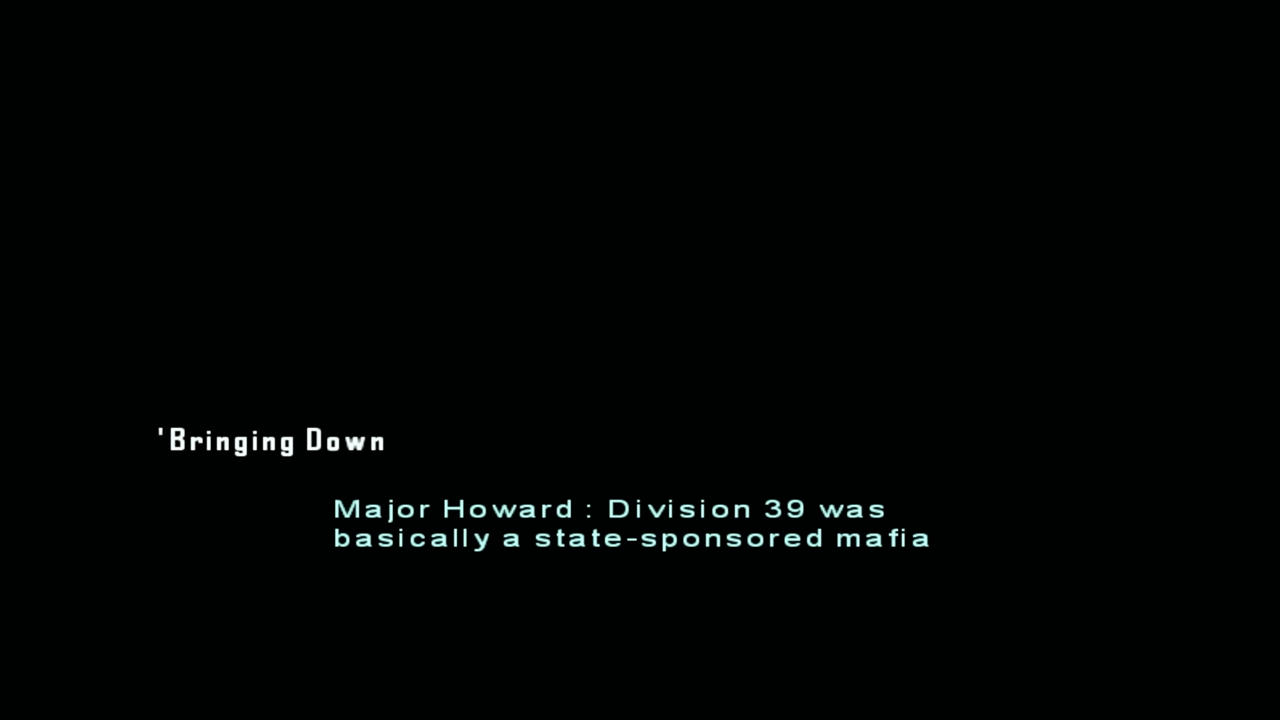 'Bringing Down
Major Howard : Division 39 was
basically a state-sponsored mafia